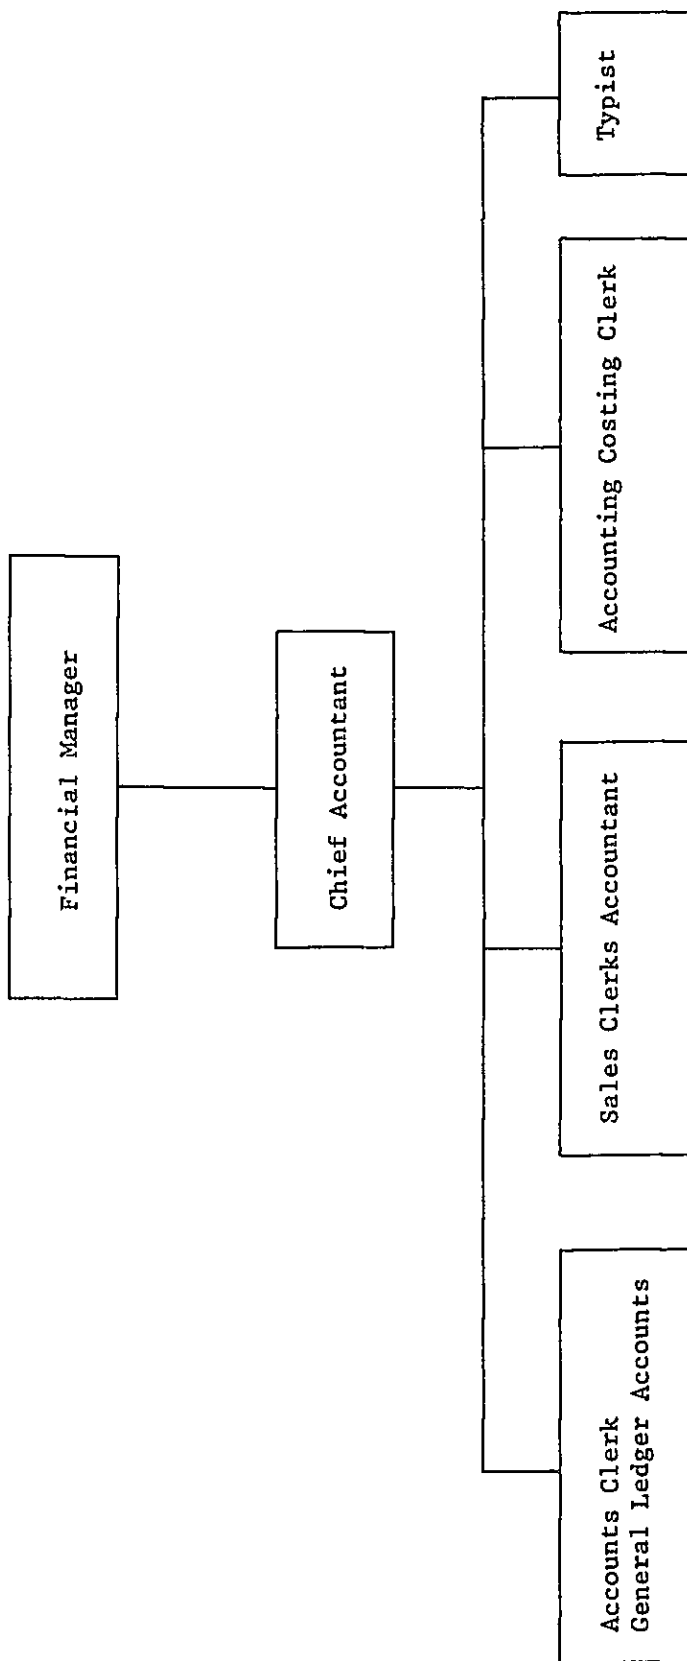 Financial Manager
Chief Accountant
Accounts Clerk
General Ledger Accounts
Sales Clerks Accountant
Accounting Costing Clerk
Typist